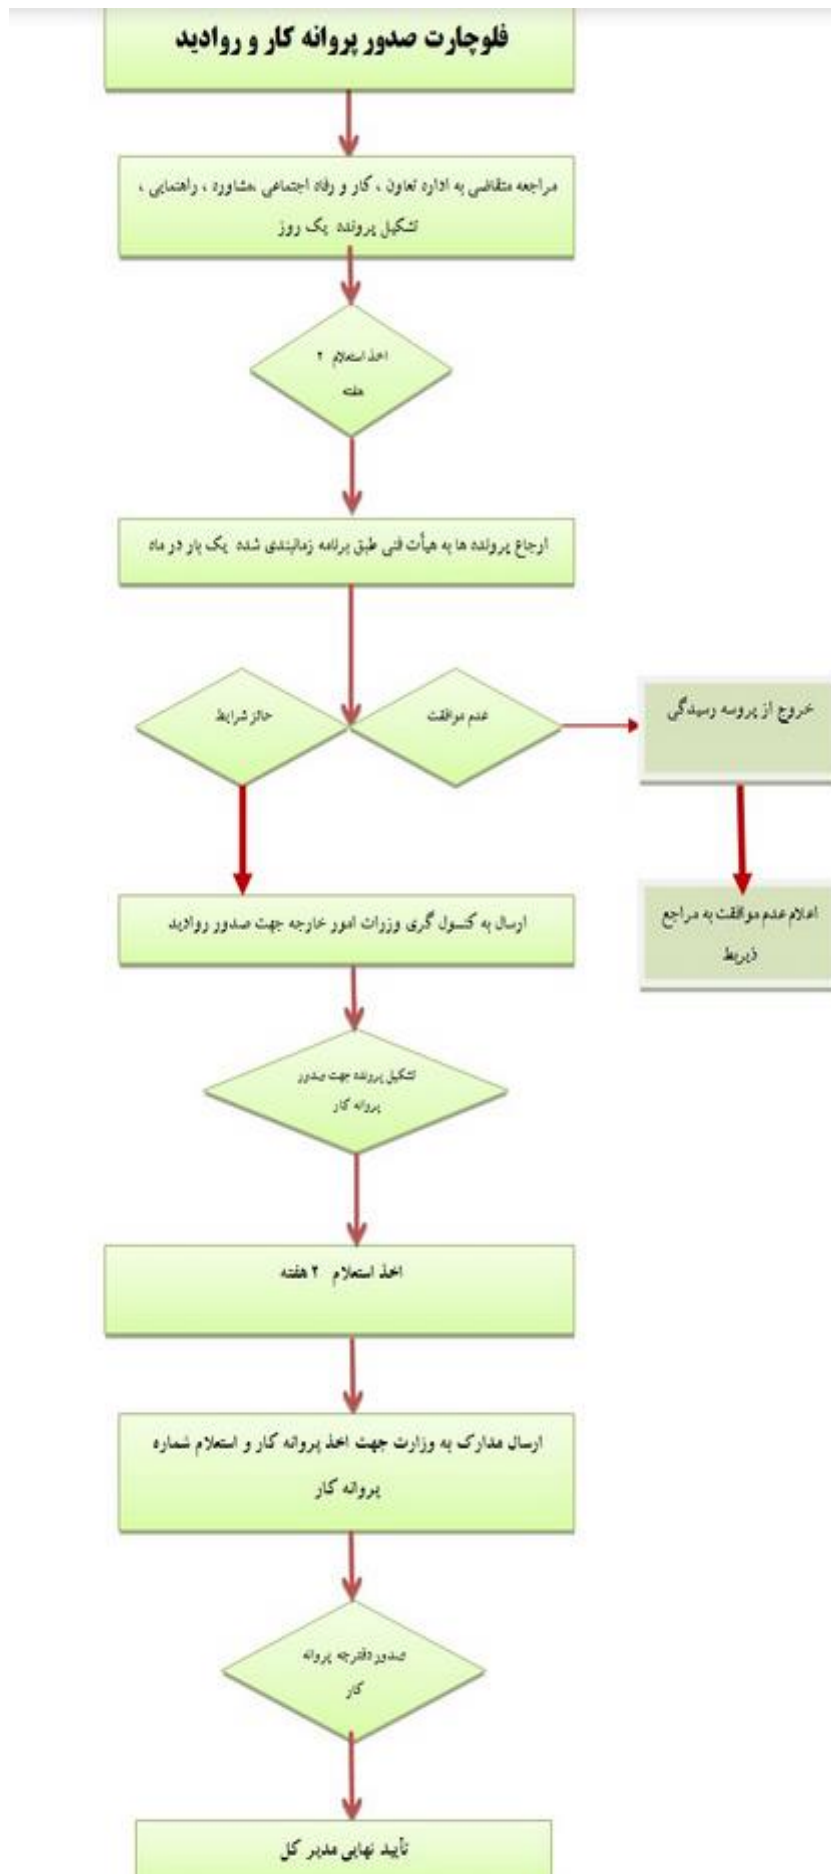 فلوچارت صدور پروانه کار و روادید
مراجعه متقاضی به اداره تعاون ، کار و رفاه اجتماعی ،مشاوره ، راهنمایی ،
تشکیل پرونده یک روز
اخذ استعلام ۲
هفته
ارجاع پرونده ها به هیأت فنی طبق برنامه زمانبندی شده یک بار در ماه
حائز شرایط
عدم موافقت
خروج از پروسه رسیدگی
ارسال به کنسول گری وزرات امور خارجه جهت صدور روادید
اعلام عدم موافقت به مراجع
ذیربط
تشکیل پرونده جهت صدور
پروانه کار
اخذ استعلام ۲ هفته
ارسال مدارک به وزارت جهت اخذ پروانه کار و استعلام شماره
پروانه کار
صدور دفترچه پروانه
کار
تأیید نهایی مدیر کل